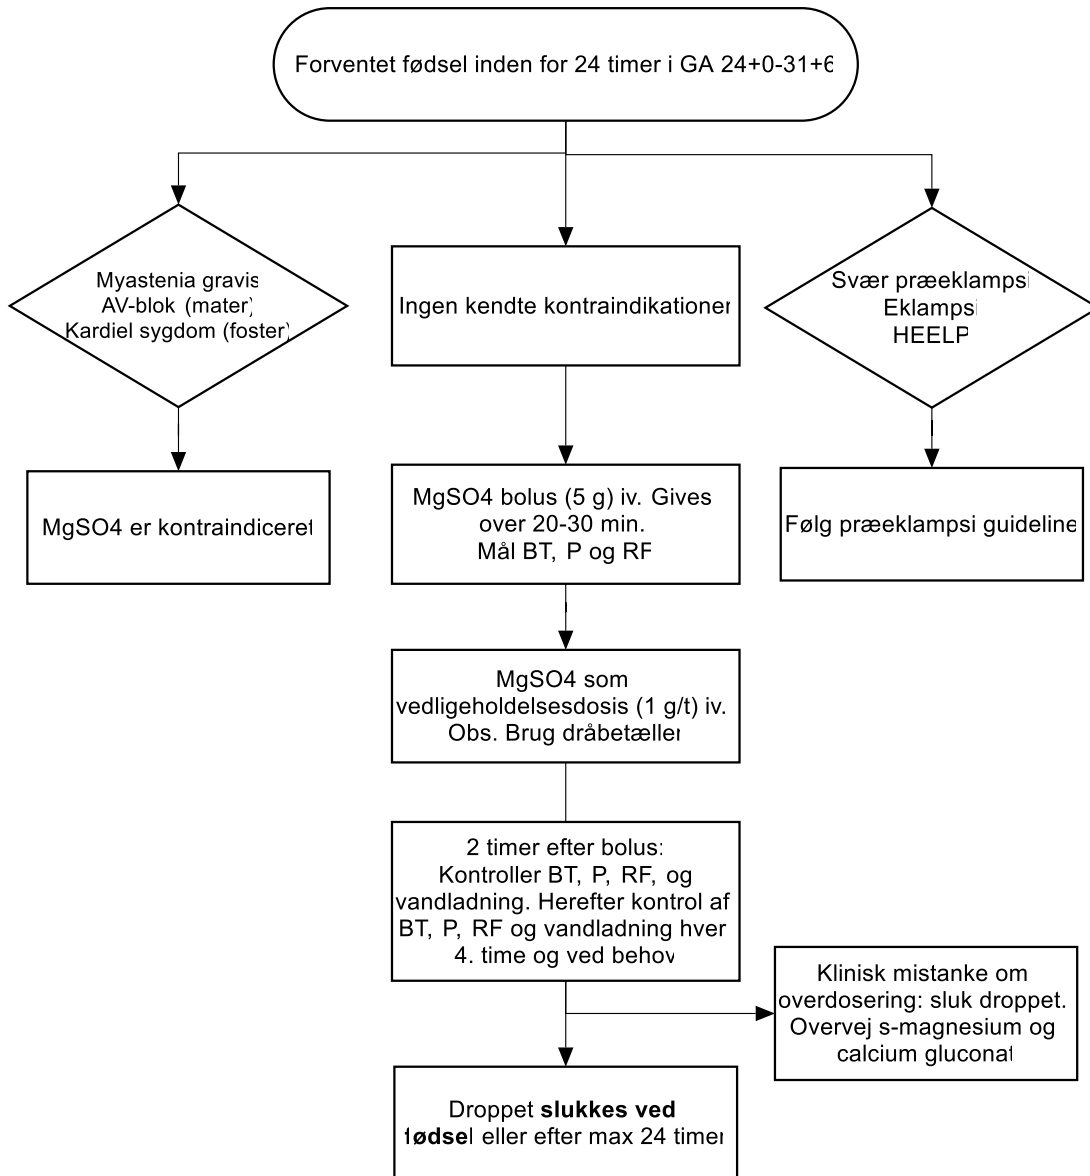 Forventet fødsel inden for 24 timer i GA 24+0-31+6
Myastenia gravis
AV-blok (mater)
Kardiel sygdom (foster)
Ingen kendte kontraindikationer
Svær præeklampsi
Eklampsi
HEELP
MgSO4 er kontraindiceret
MgSO4 bolus (5 g) iv. Gives
over 20-30 min.
Mål BT, P og RF
Følg præeklampsi guideline
MgSO4 som
vedligeholdelsesdosis (1 g/t) iv.
Obs. Brug dråbetæller
2 timer efter bolus:
Kontroller BT, P, RF, og
vandladning. Herefter kontrol af
BT, P, RF og vandladning hver
4. time og ved behov
Klinisk mistanke om
overdosering: sluk droppet.
Overvej s-magnesium og
calcium gluconat
Droppet slukkes ved
fødsel eller efter max 24 timer